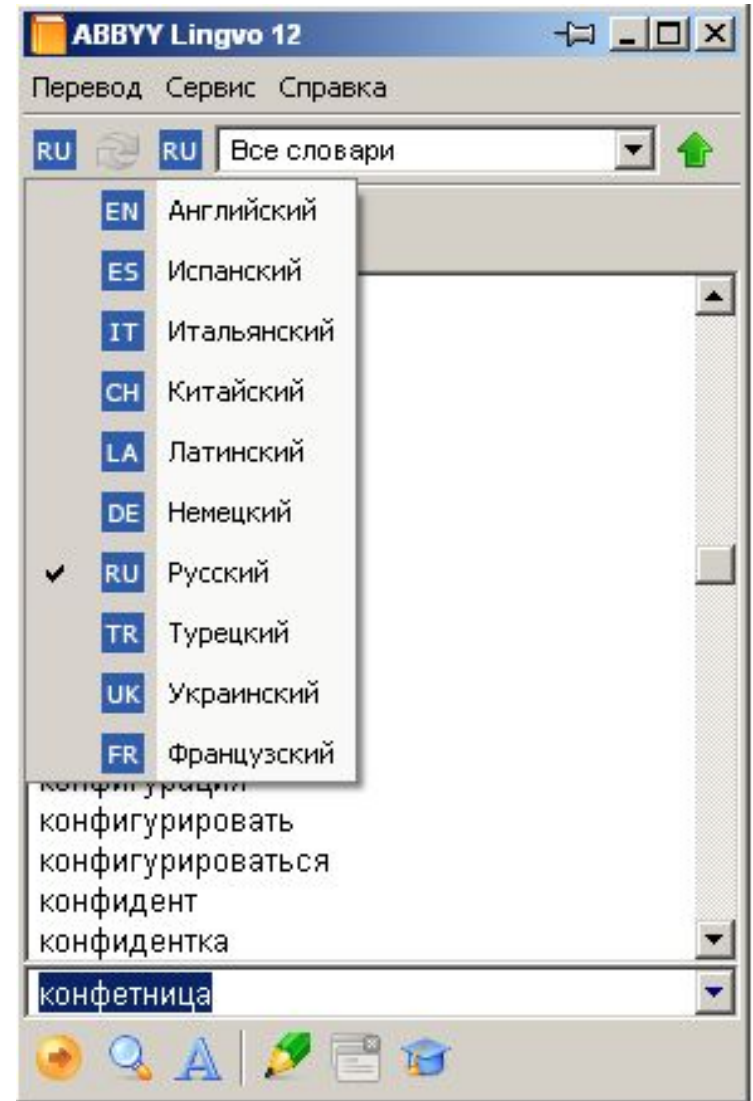 ABBYY Lingvo 12
Перевод Сервис Справка
RU RU Все словари
EN Английский
ES Испанский
IT Итальянский
CH Китайский
LA Латинский
DE Немецкий
RU Русский
TR Турецкий
UK Украинский
FR Французский
конфигурация
конфигурировать
конфигурироваться
конфидент
конфидентка
конфетница
A